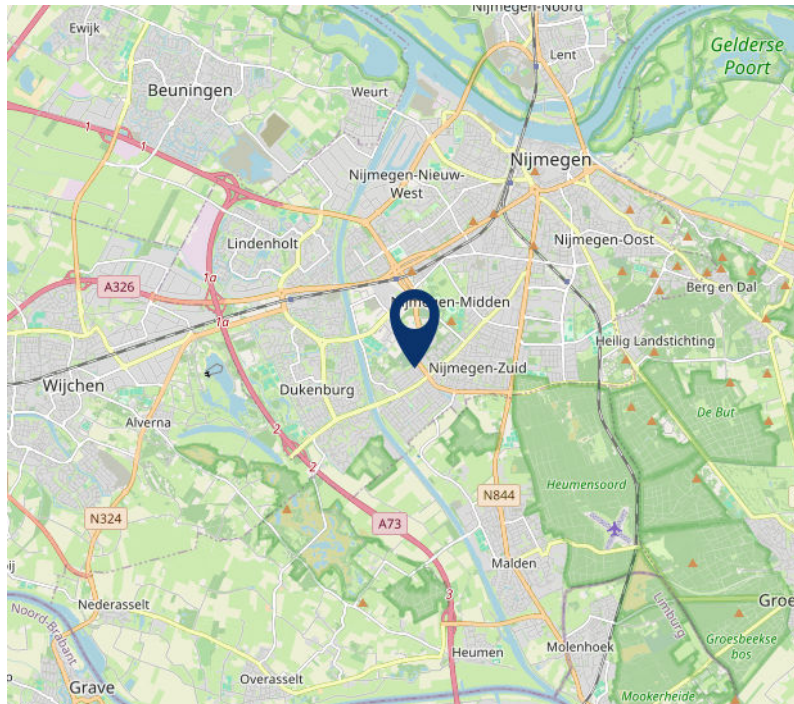 Nijmegen-Noord
Ewijk
Lent
Gelderse
Poort
Beuningen
Weurt
1
1
Nijmegen
Nijmegen-Nieuw-
West
Lindenholt
Nijmegen-Oost
1a
A326
Berg en Dal
Nijmegen-Midden
1a
Heilig Landstichting
Nijmegen-Zuid
Wijchen
Dukenburg
De But
Alverna
2
2
Heumensoord
N844
N324
A73
Malden
3
Nederasselt
Limburg
Groe
Noord-Brabant
Groesbeekse
bos
Molenhoek
Heumen
Overasselt
Grave
Mookerheide